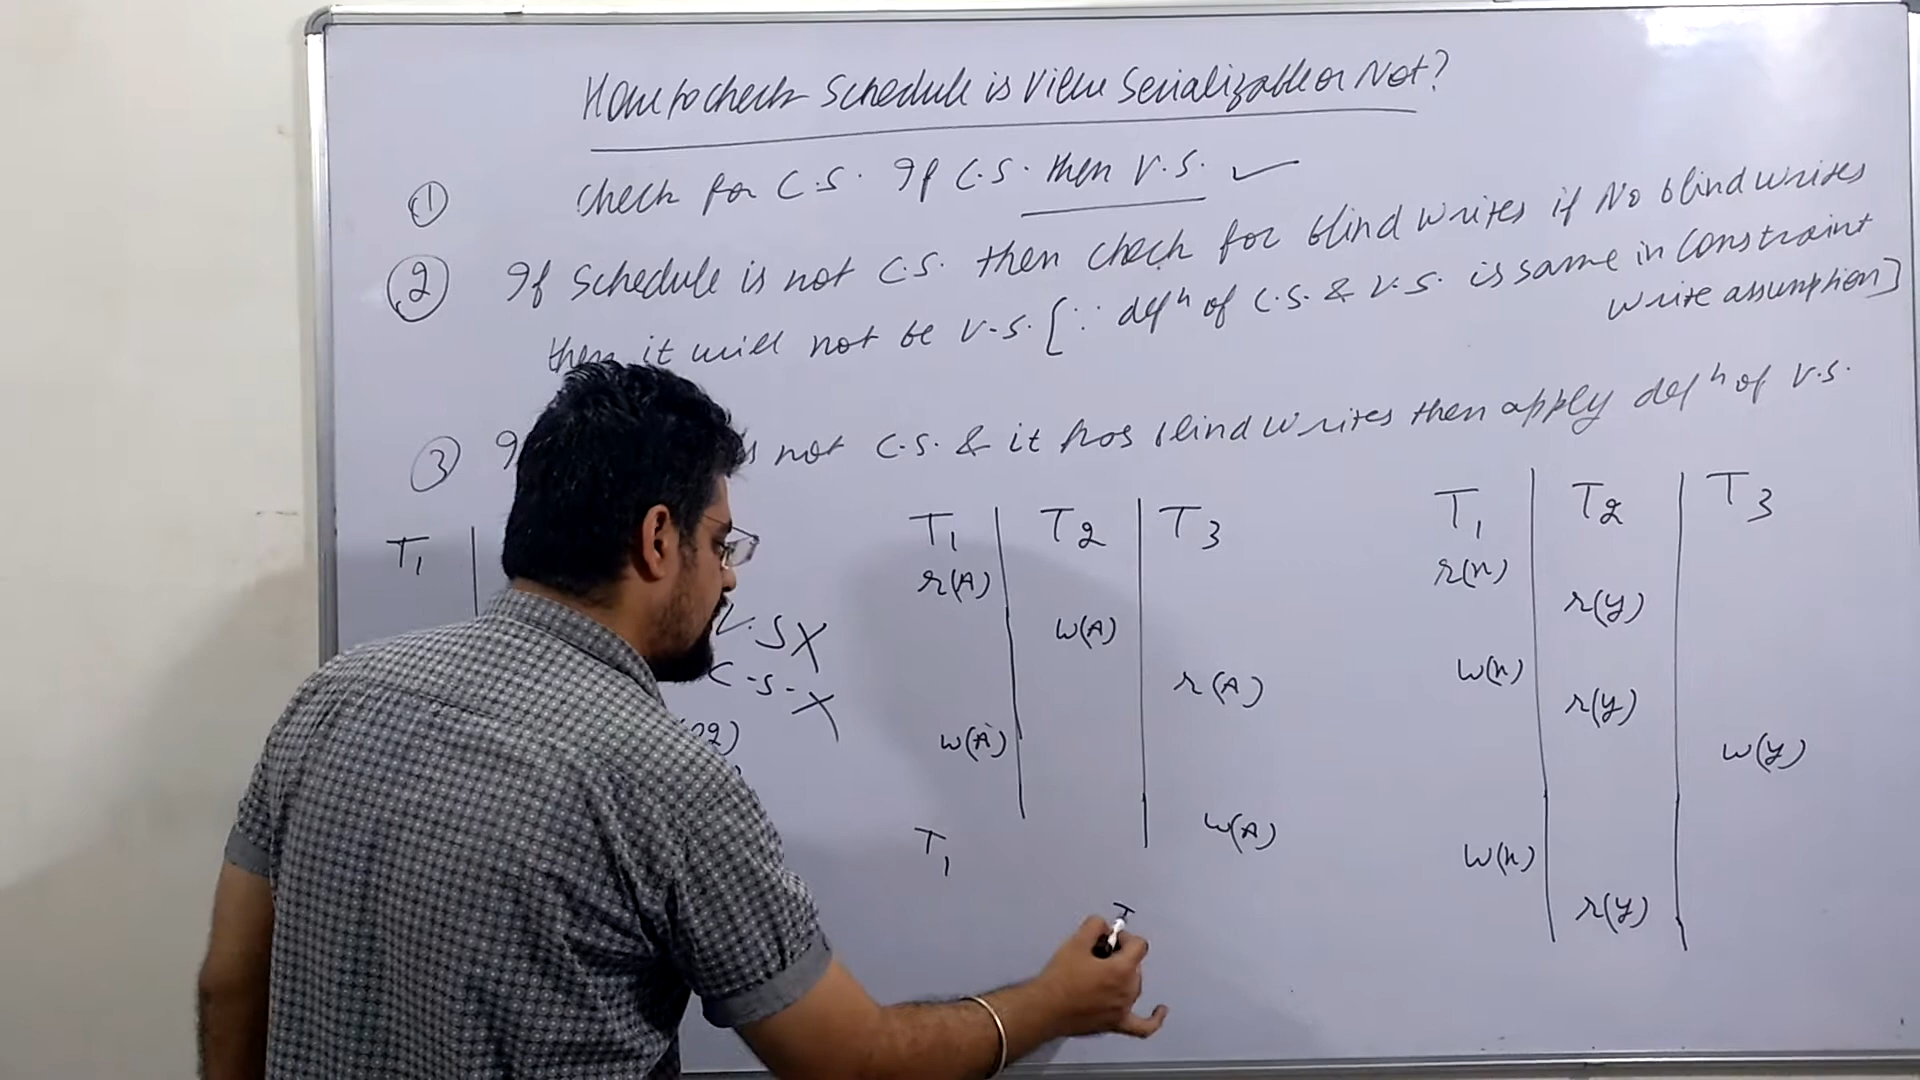 How to check Schedule is View Serializable or Not?
① Check for C.S. If C.S. then V.S. ✓
② If Schedule is not C.S. then check for blind writes if No blind writes
then it will not be V.S. [∵ defⁿ of C.S. & V.S. is same in Constraint
write assumption]
③ not C.S. & it has blind writes then apply defⁿ of V.S.
T1
V.S X
C.S. X
T1 T2 T3
r(A)
w(A)
r(A)
w(A)
w(A)
T1
T
T1 T2 T3
r(x)
r(y)
w(x)
r(y)
w(y)
w(x)
r(y)